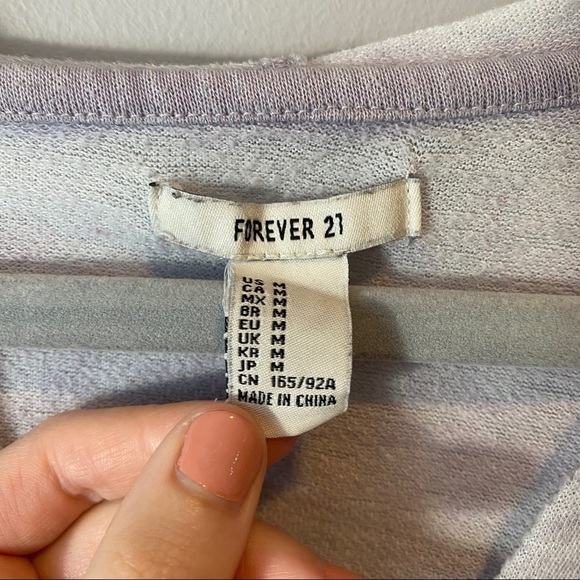 FOREVER 21
US M
CA M
MX M
BR M
EU M
UK M
KR M
JP M
CN 165/92A
MADE IN CHINA